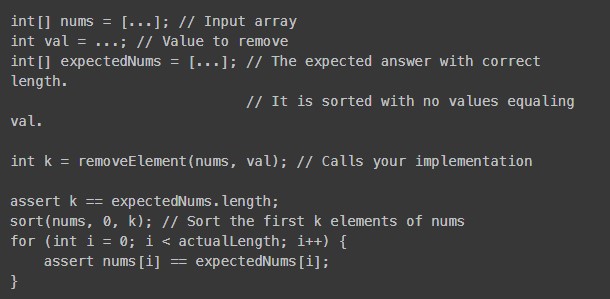 int[] nums = [...]; // Input array
int val = ...; // Value to remove
int[] expectedNums = [...]; // The expected answer with correct
length.
                            // It is sorted with no values equaling
val.

int k = removeElement(nums, val); // Calls your implementation

assert k == expectedNums.length;
sort(nums, 0, k); // Sort the first k elements of nums
for (int i = 0; i < actualLength; i++) {
    assert nums[i] == expectedNums[i];
}